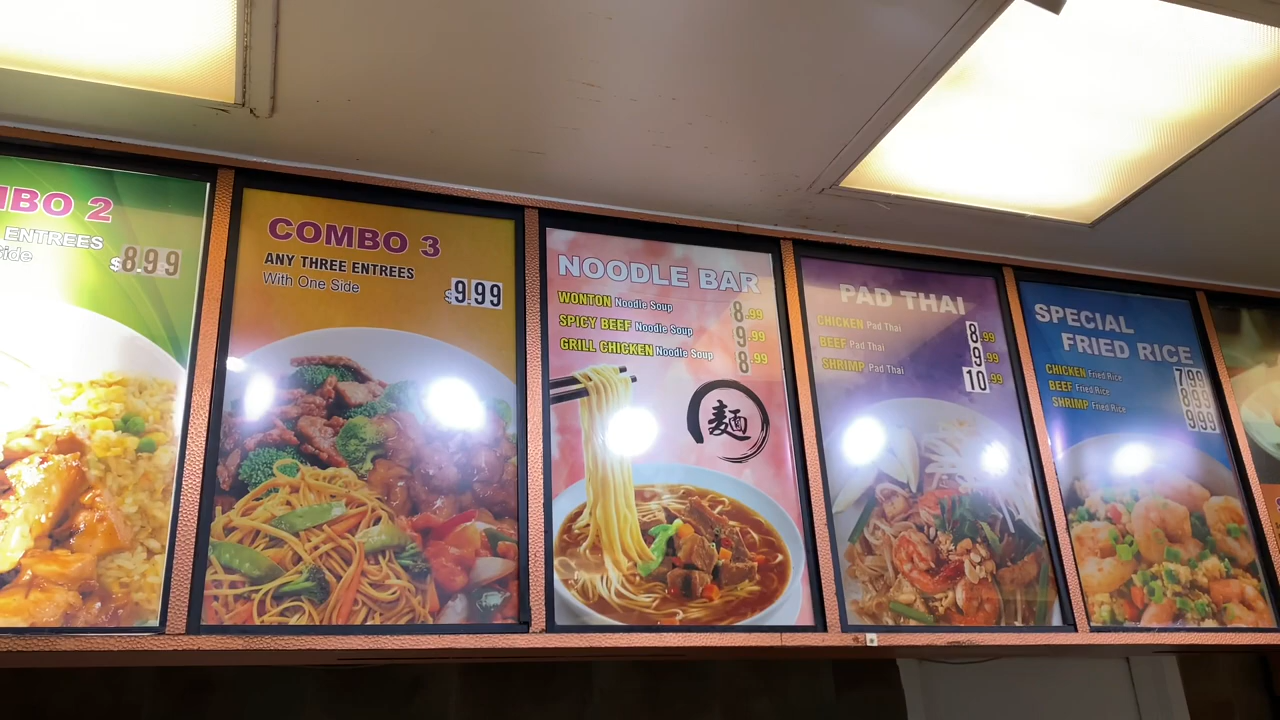 MBO 2
ENTREES
Side
$8.99
COMBO 3
ANY THREE ENTREES
With One Side
$9.99
NOODLE BAR
WONTON Noodle Soup 8.99
SPICY BEEF Noodle Soup 9.99
GRILL CHICKEN Noodle Soup 8.99
麺
PAD THAI
CHICKEN Pad Thai 8.99
BEEF Pad Thai 9.99
SHRIMP Pad Thai 10.99
SPECIAL
FRIED RICE
CHICKEN Fried Rice 7.99
BEEF Fried Rice 8.99
SHRIMP Fried Rice 9.99